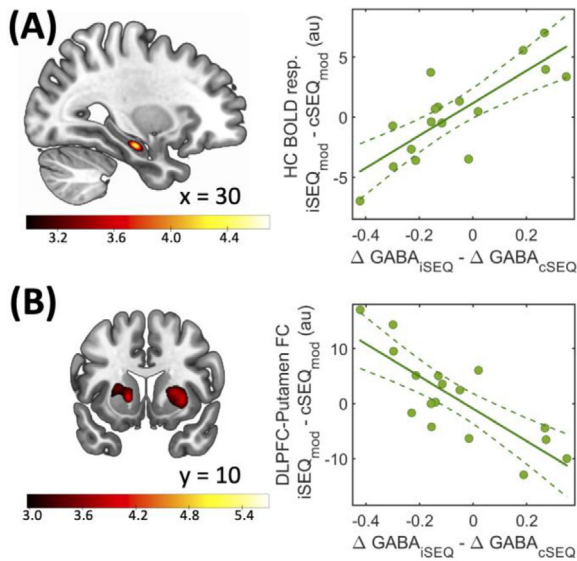 (A)
x = 30
3.2 3.6 4.0 4.4
HC BOLD resp.
iSEQmod - cSEQmod (au)
5
0
-5
-0.4 -0.2 0 0.2
Δ GABAiSEQ - Δ GABAcSEQ
(B)
y = 10
3.0 3.6 4.2 4.8 5.4
DLPFC-Putamen FC
iSEQmod - cSEQmod (au)
10
0
-10
-0.4 -0.2 0 0.2
Δ GABAiSEQ - Δ GABAcSEQ